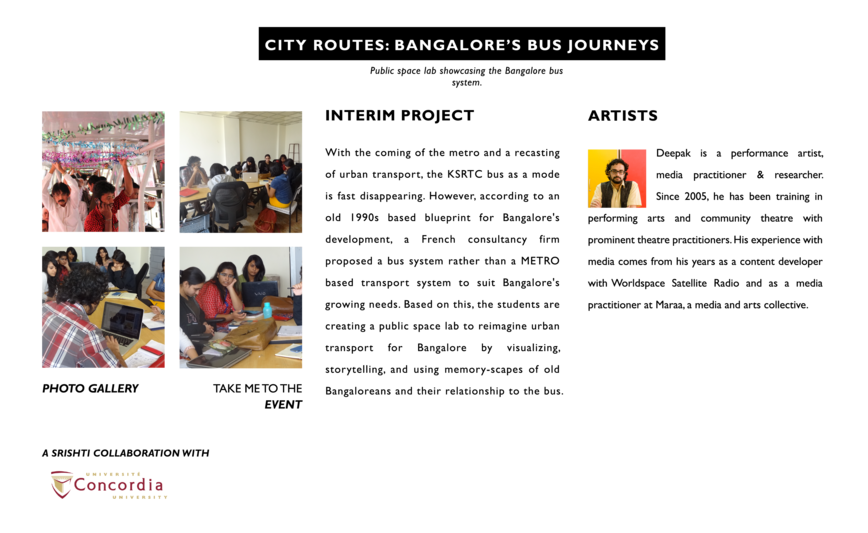 CITY ROUTES: BANGALORE'S BUS JOURNEYS
Public space lab showcasing the Bangalore bus
system.
INTERIM PROJECT
With the coming of the metro and a recasting
of urban transport, the KSRTC bus as a mode
is fast disappearing. However, according to an
old 1990s based blueprint for Bangalore's
development, a French consultancy firm
proposed a bus system rather than a METRO
based transport system to suit Bangalore's
growing needs. Based on this, the students are
creating a public space lab to reimagine urban
transport for Bangalore by visualizing,
storytelling, and using memory-scapes of old
Bangaloreans and their relationship to the bus.
ARTISTS
Deepak is a performance artist,
media practitioner & researcher.
Since 2005, he has been training in
performing arts and community theatre with
prominent theatre practitioners. His experience with
media comes from his years as a content developer
with Worldspace Satellite Radio and as a media
practitioner at Maraa, a media and arts collective.
PHOTO GALLERY
TAKE ME TO THE
EVENT
A SRISHTI COLLABORATION WITH
UNIVERSITÉ
Concordia
UNIVERSITY